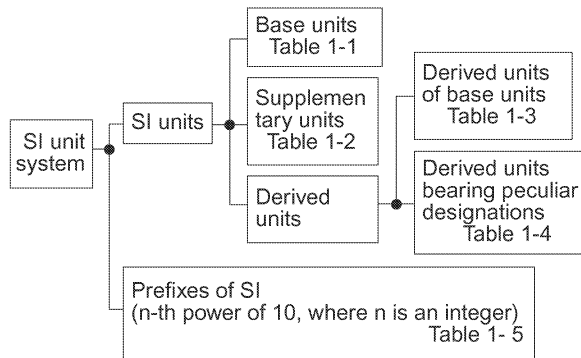 SI unit
system
SI units
Base units
Table 1-1
Supplemen
tary units
Table 1-2
Derived
units
Derived units
of base units
Table 1-3
Derived units
bearing peculiar
designations
Table 1-4
Prefixes of SI
(n-th power of 10, where n is an integer)
Table 1- 5